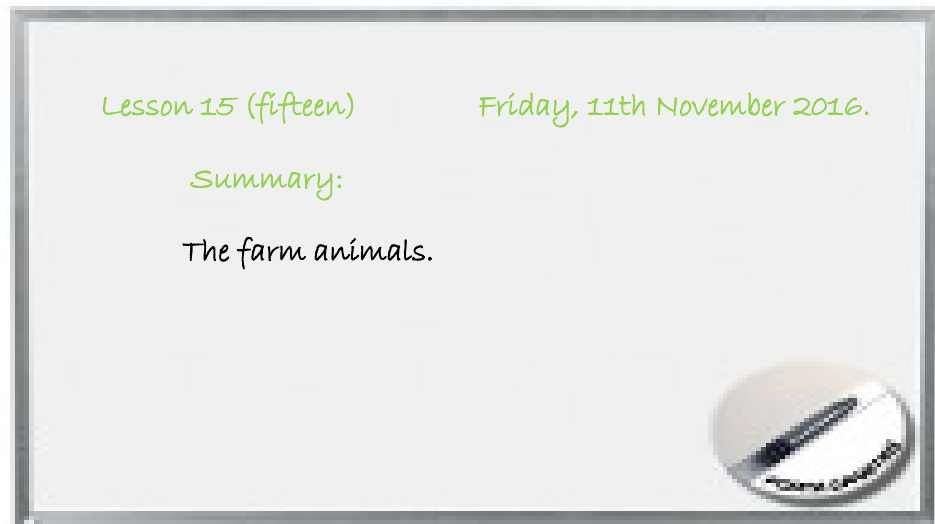 Lesson 15 (fifteen) Friday, 11th November 2016.
Summary:
The farm animals.